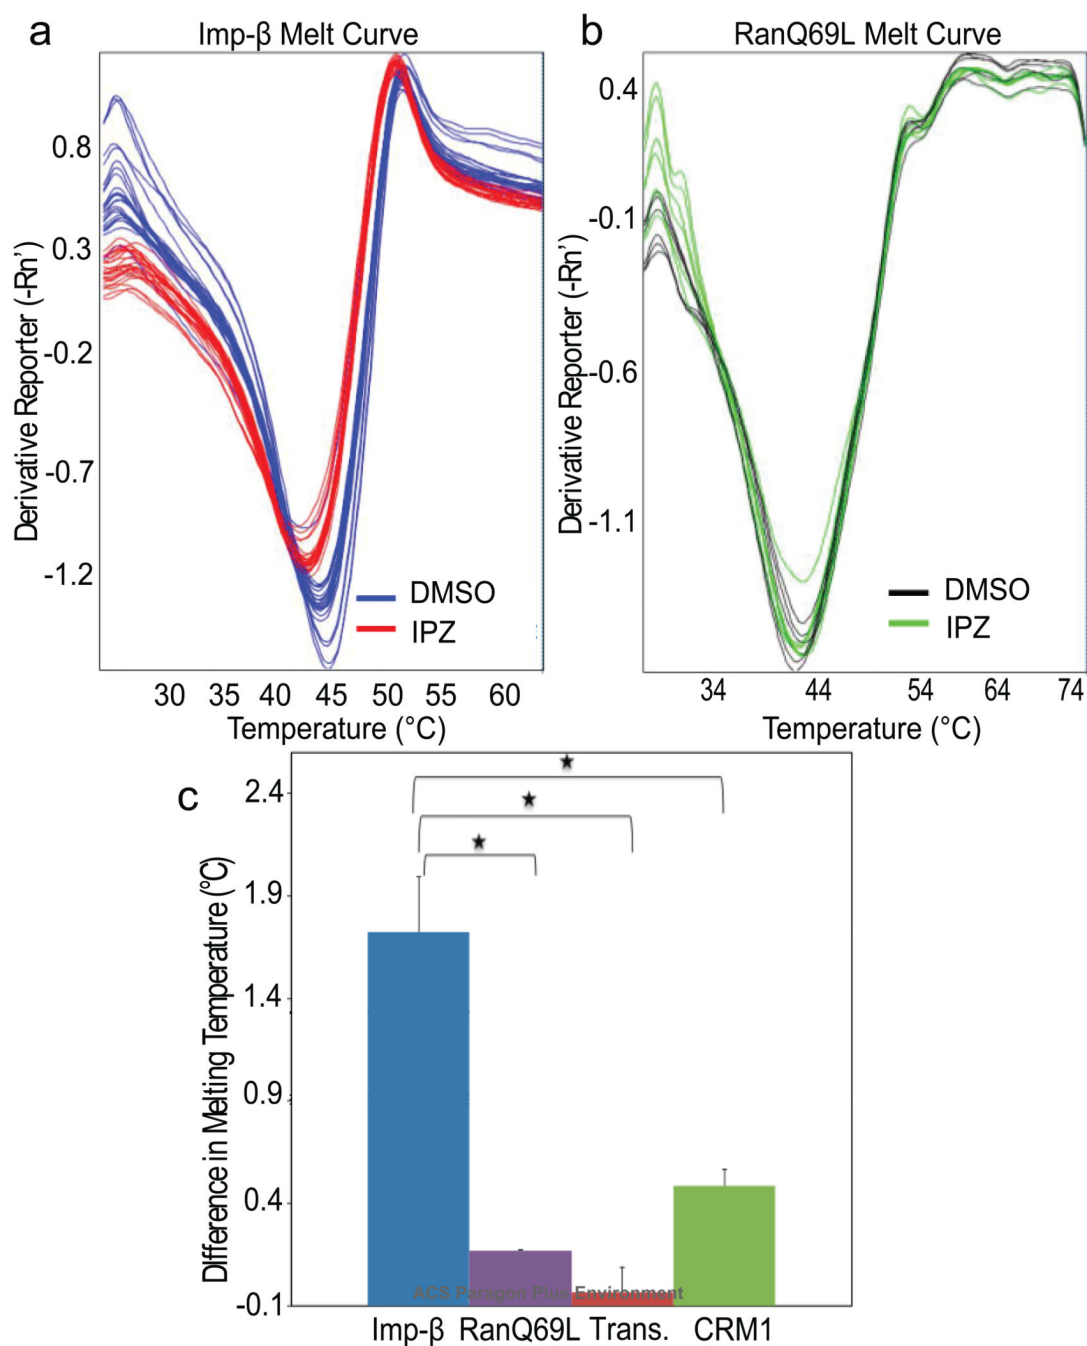 a
Imp-β Melt Curve
Derivative Reporter (-Rn')
0.8
0.3
-0.2
-0.7
-1.2
DMSO
IPZ
30 35 40 45 50 55 60
Temperature (°C)
b
RanQ69L Melt Curve
Derivative Reporter (-Rn')
0.4
-0.1
-0.6
-1.1
DMSO
IPZ
34 44 54 64 74
Temperature (°C)
c
DIfference in Melting Temperature (°C)
2.4
1.9
1.4
0.9
0.4
-0.1
ACS Paragon Plus Environment
Imp-β RanQ69L Trans. CRM1